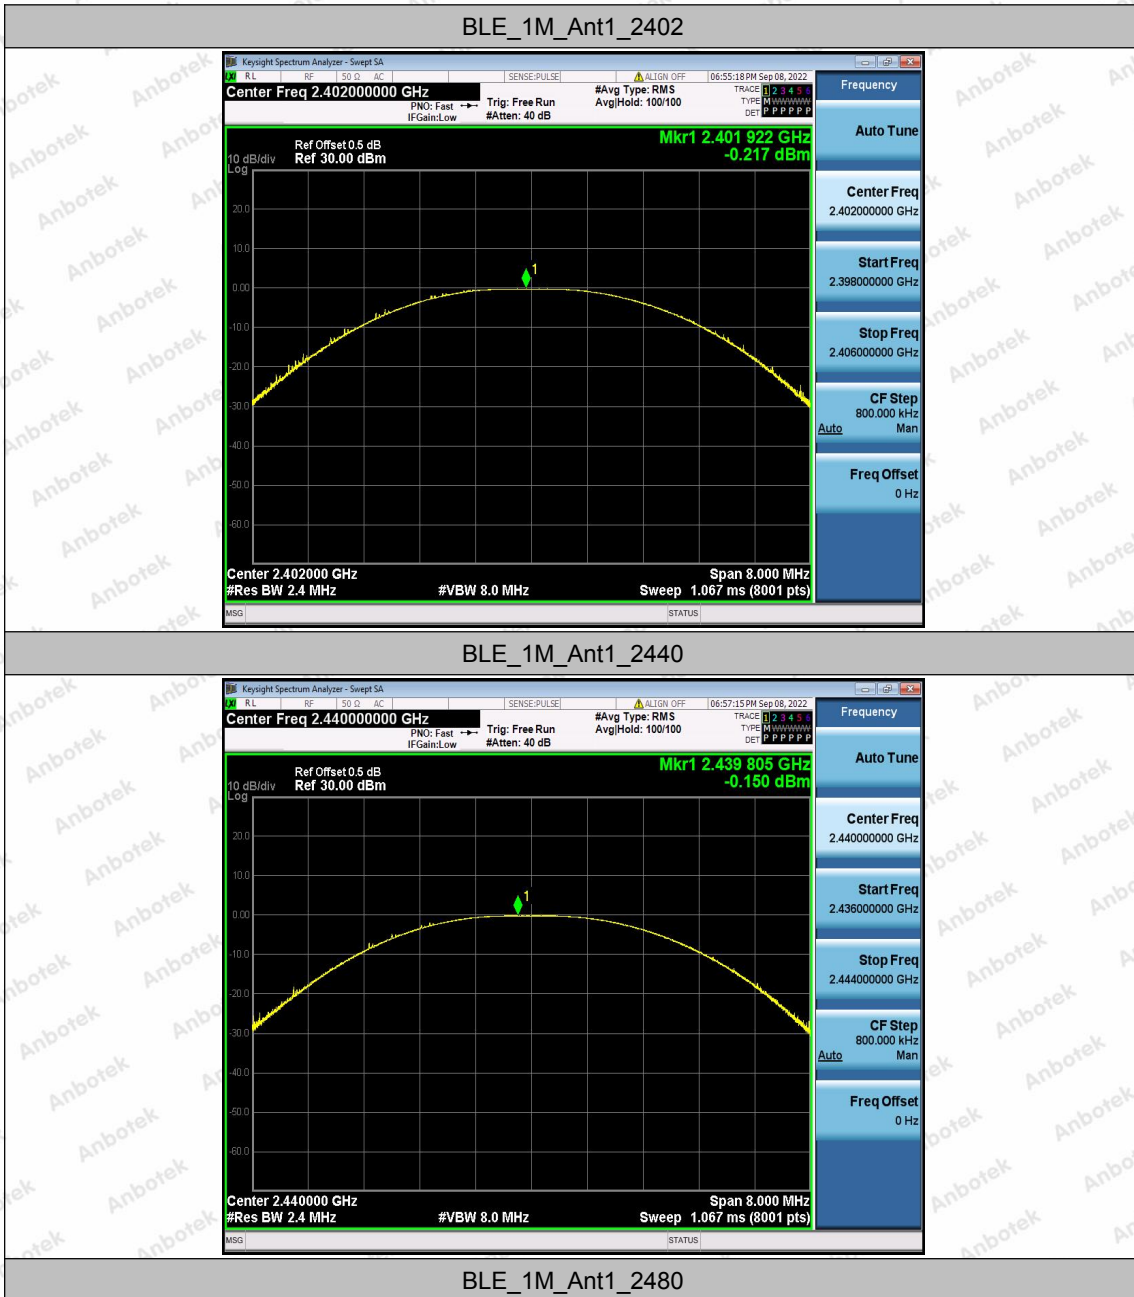 BLE_1M_Ant1_2402
Keysight Spectrum Analyzer - Swept SA
LXI RL RF 50 Ω AC SENSE:PULSE ALIGN OFF 06:55:18 PM Sep 08, 2022
Center Freq 2.402000000 GHz
PNO: Fast
IFGain:Low
Trig: Free Run
#Atten: 40 dB
#Avg Type: RMS
Avg|Hold: 100/100
TRACE 1 2 3 4 5 6
TYPE M WWWWW
DET P P P P P P
Ref Offset 0.5 dB
10 dB/div Ref 30.00 dBm
Log
Mkr1 2.401 922 GHz
-0.217 dBm
20.0
10.0
1
0.00
-10.0
-20.0
-30.0
-40.0
-50.0
-60.0
Center 2.402000 GHz Span 8.000 MHz
#Res BW 2.4 MHz #VBW 8.0 MHz Sweep 1.067 ms (8001 pts)
MSG STATUS
Frequency
Auto Tune
Center Freq
2.402000000 GHz
Start Freq
2.398000000 GHz
Stop Freq
2.406000000 GHz
CF Step
800.000 kHz
Auto Man
Freq Offset
0 Hz
BLE_1M_Ant1_2440
Keysight Spectrum Analyzer - Swept SA
LXI RL RF 50 Ω AC SENSE:PULSE ALIGN OFF 06:57:15 PM Sep 08, 2022
Center Freq 2.440000000 GHz
PNO: Fast
IFGain:Low
Trig: Free Run
#Atten: 40 dB
#Avg Type: RMS
Avg|Hold: 100/100
TRACE 1 2 3 4 5 6
TYPE M WWWWW
DET P P P P P P
Ref Offset 0.5 dB
10 dB/div Ref 30.00 dBm
Log
Mkr1 2.439 805 GHz
-0.150 dBm
20.0
10.0
1
0.00
-10.0
-20.0
-30.0
-40.0
-50.0
-60.0
Center 2.440000 GHz Span 8.000 MHz
#Res BW 2.4 MHz #VBW 8.0 MHz Sweep 1.067 ms (8001 pts)
MSG STATUS
Frequency
Auto Tune
Center Freq
2.440000000 GHz
Start Freq
2.436000000 GHz
Stop Freq
2.444000000 GHz
CF Step
800.000 kHz
Auto Man
Freq Offset
0 Hz
BLE_1M_Ant1_2480
Anbotek